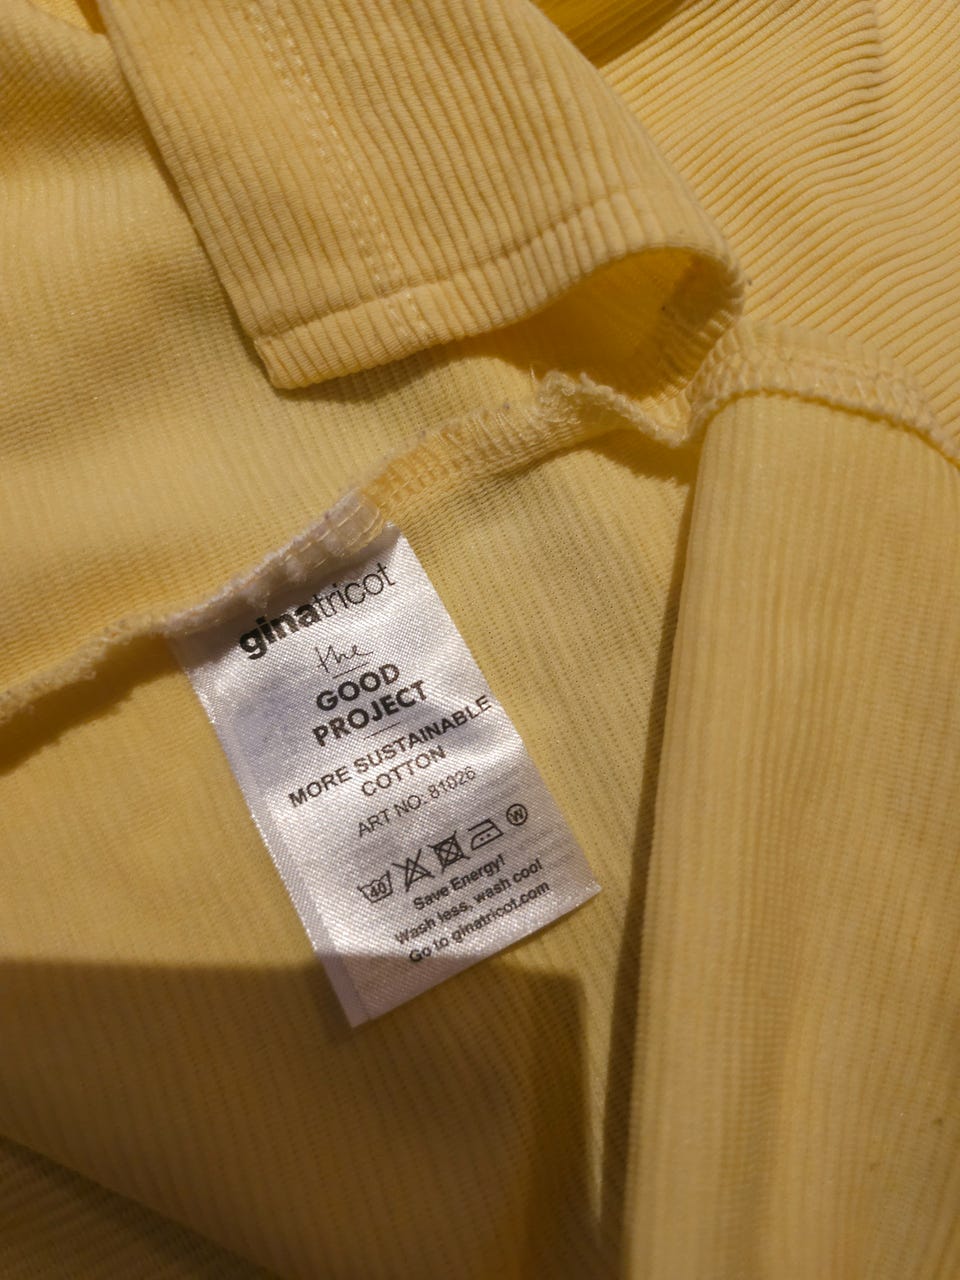 ginatricot
the
GOOD
PROJECT
MORE SUSTAINABLE
COTTON
ART NO. 81026
40 W
Save Energy!
Wash less, wash cool
Go to ginatricot.com